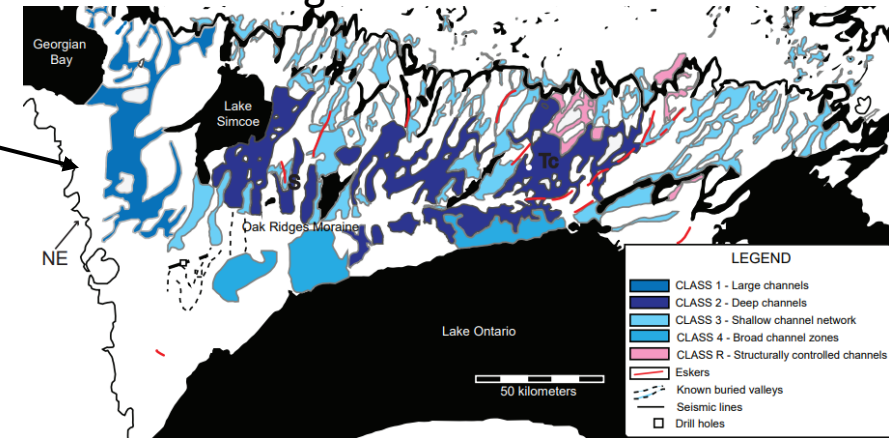 Georgian
Bay
Lake
Simcoe
Tc
S
Oak Ridges Moraine
NE
Lake Ontario
50 kilometers
LEGEND
CLASS 1 - Large channels
CLASS 2 - Deep channels
CLASS 3 - Shallow channel network
CLASS 4 - Broad channel zones
CLASS R - Structurally controlled channels
Eskers
Known buried valleys
Seismic lines
Drill holes